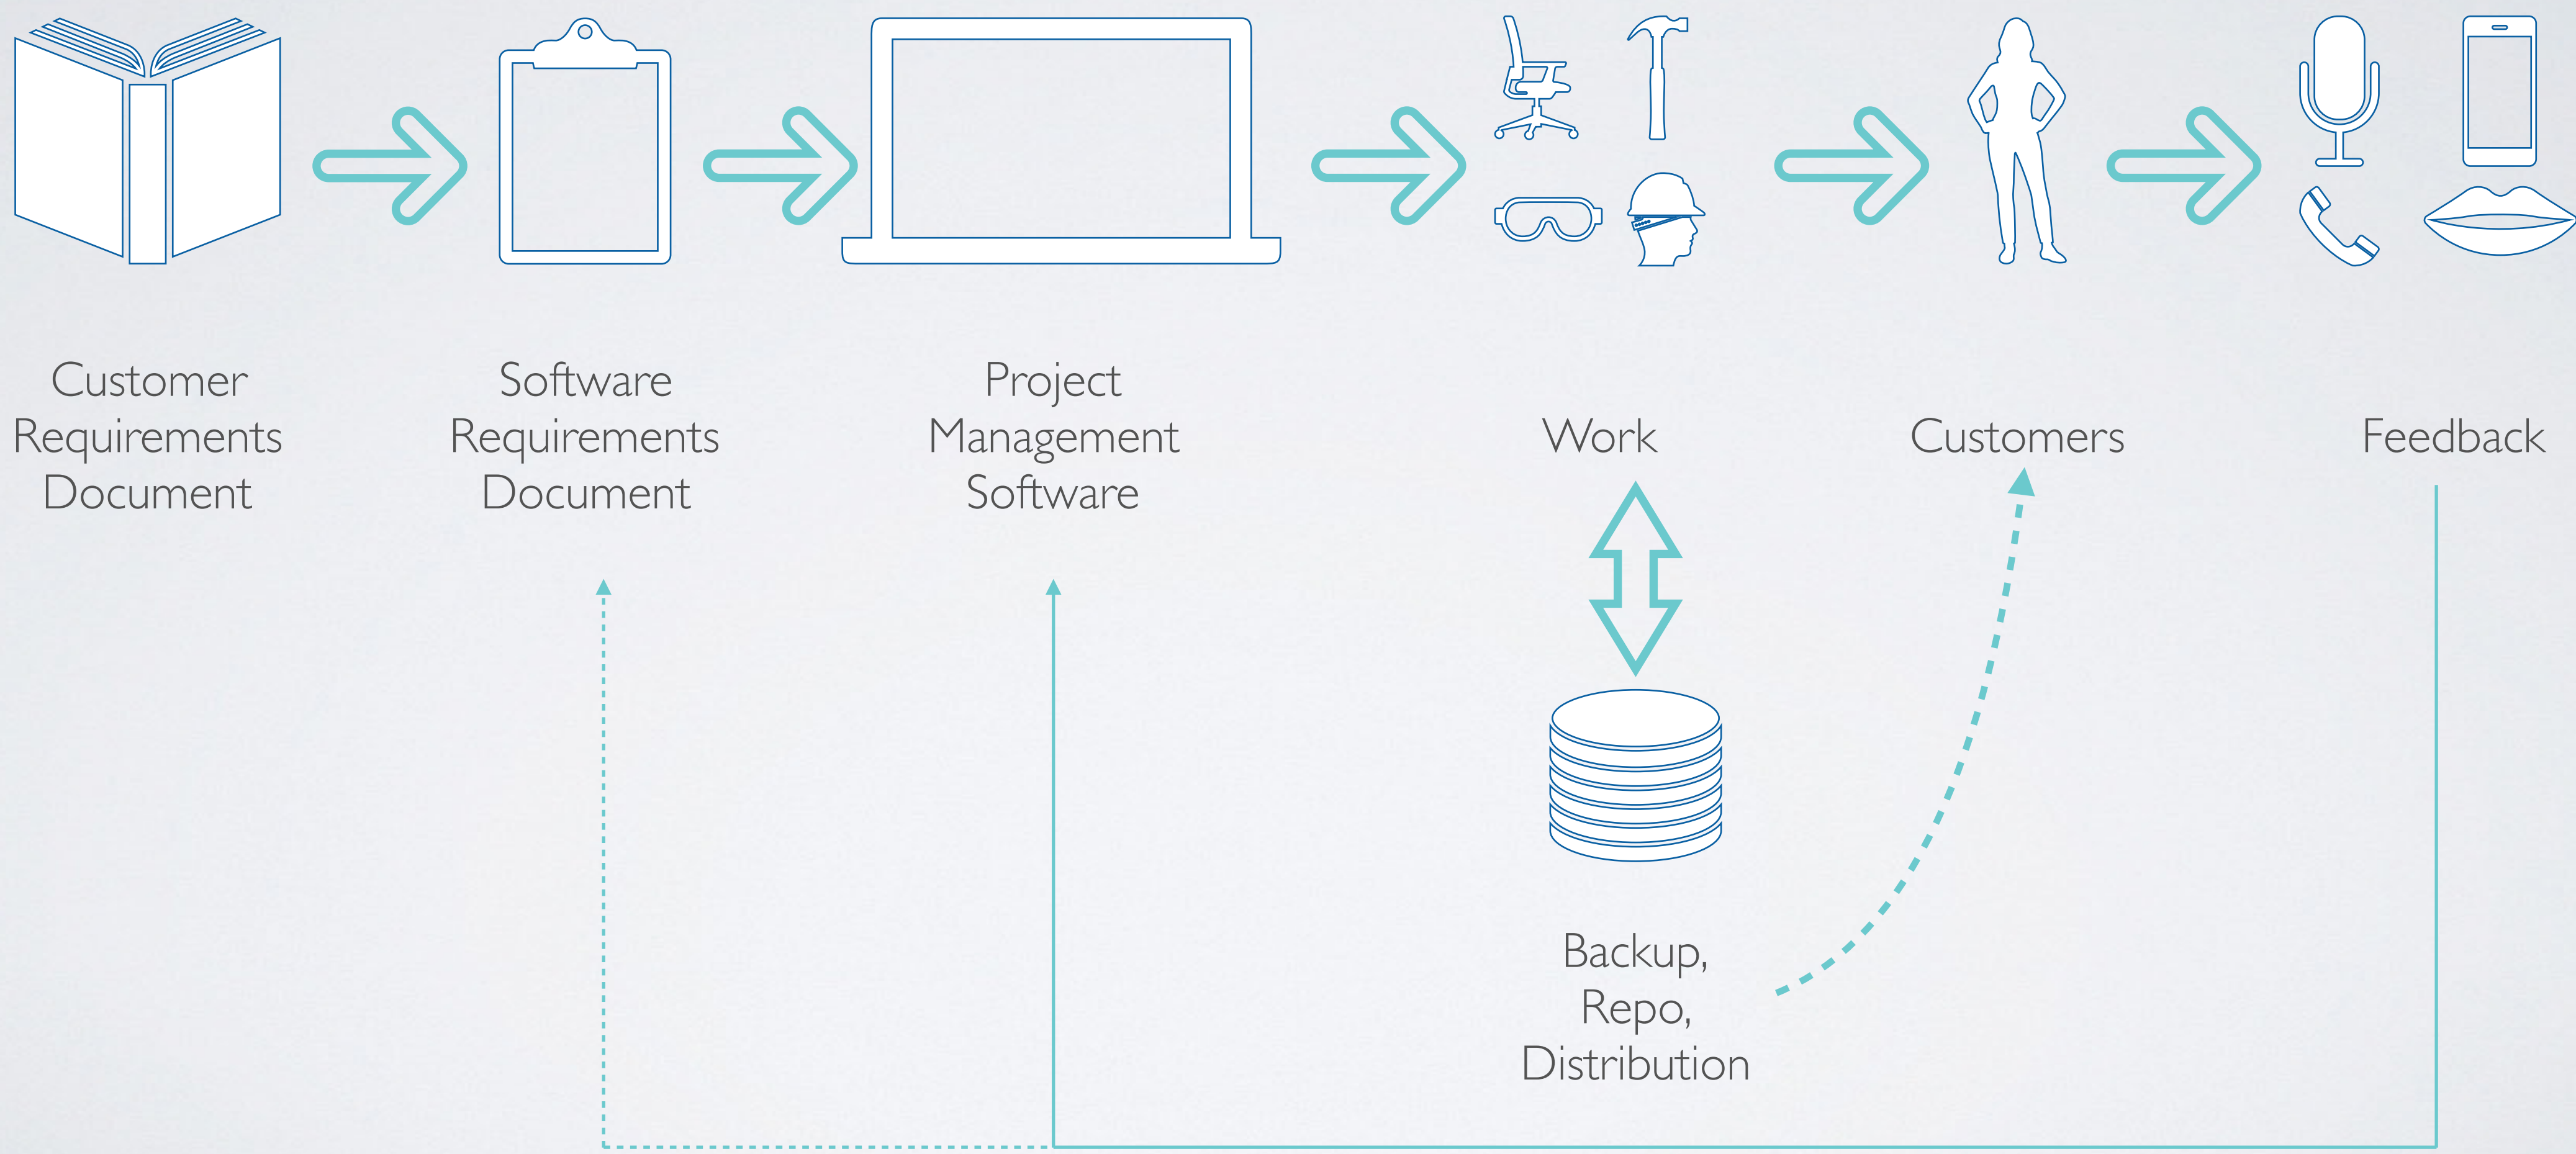 Customer
Requirements
Document
Software
Requirements
Document
Project
Management
Software
Work
Customers
Feedback
Backup,
Repo,
Distribution